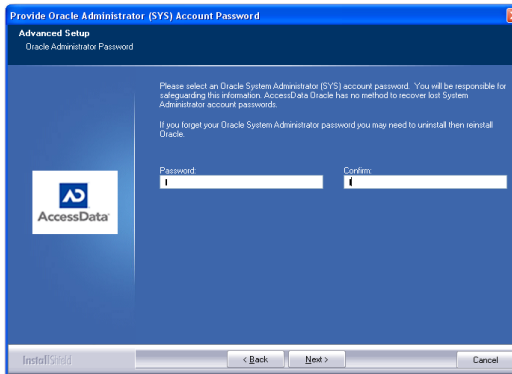 Provide Oracle Administrator (SYS) Account Password
Advanced Setup
Oracle Administrator Password
Please select an Oracle System Administrator (SYS) account password. You will be responsible for
safeguarding this information. AccessData Oracle has no method to recover lost System
Administrator account passwords.
If you forget your Oracle System Administrator password you may need to uninstall then reinstall
Oracle.
Password:
Confirm:
AccessData
InstallShield
< Back
Next >
Cancel